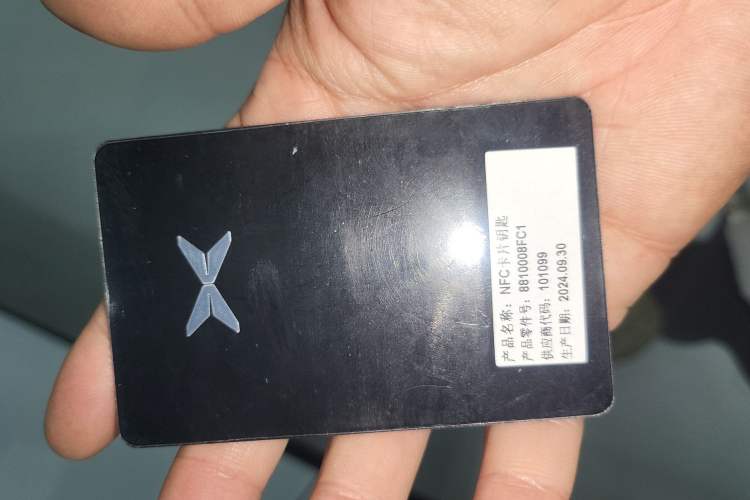 产品名称：NFC卡片钥匙
产品零件号：8810008FC1
供应商代码：101099
生产日期：2024.09.30